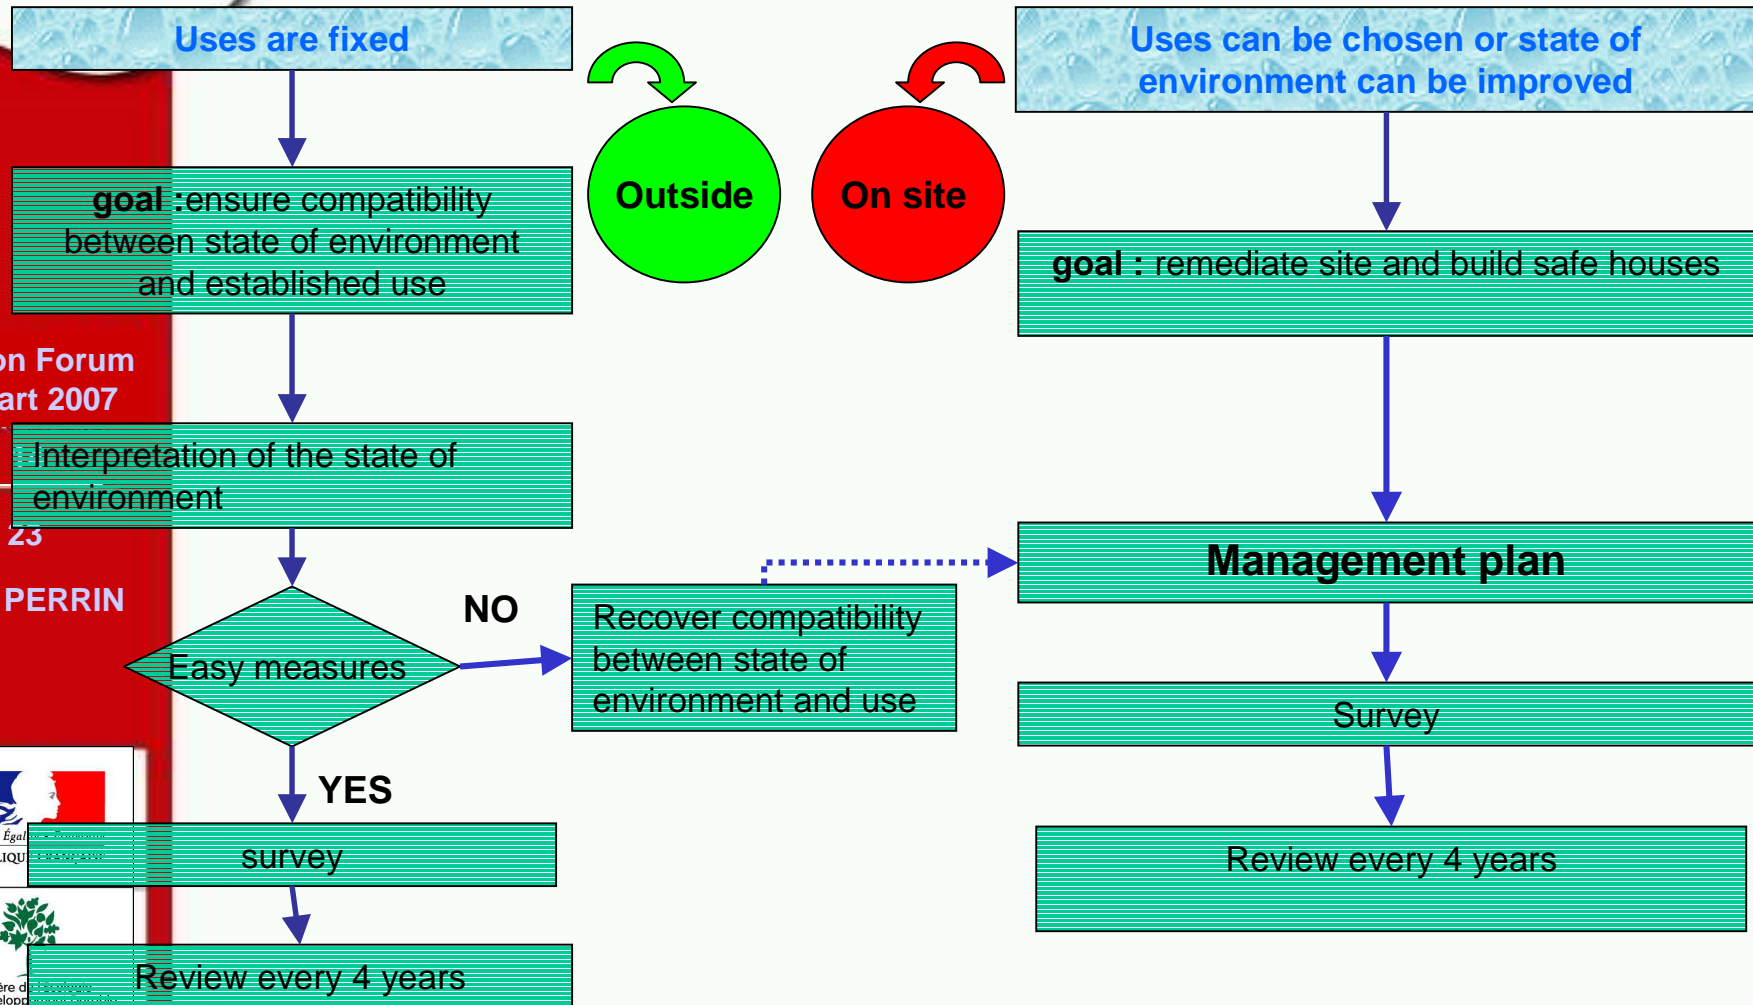 Uses are fixed
goal :ensure compatibility
between state of environment
and established use
Interpretation of the state of
environment
Easy measures
NO
YES
Recover compatibility
between state of
environment and use
survey
Review every 4 years
Outside
On site
Uses can be chosen or state of
environment can be improved
goal : remediate site and build safe houses
Management plan
Survey
Review every 4 years
on Forum
art 2007
23
PERRIN